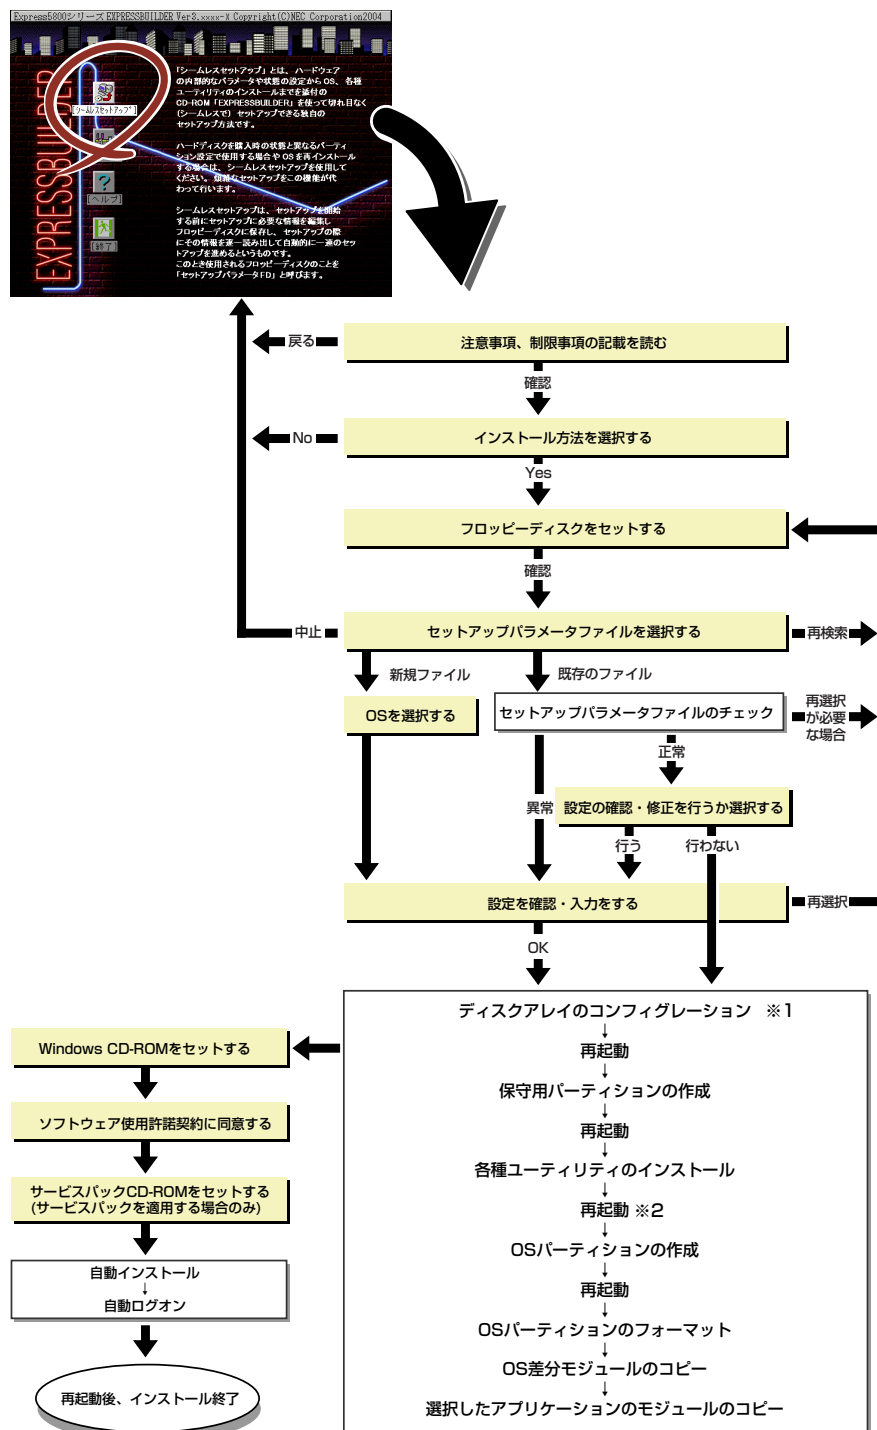 Express5800シリーズ EXPRESSBUILDER Ver3.xxxx-x Copyright(C)NEC Corporation2004
EXPRESSBUILDER
[シームレスセットアップ]
[ヘルプ]
[終了]
「シームレスセットアップ」とは、ハードウェア
の内部的なパラメータや状態の設定から OS、各種
ユーティリティのインストールまでを添付の
CD-ROM「EXPRESSBUILDER」を使って切れ目なく
(シームレスで) セットアップできる独自の
セットアップ方法です。
ハードディスクを購入時の状態と異なるパーティ
ション設定で使用する場合や OS を再インストール
する場合は、シームレスセットアップを使用して
ください。煩雑なセットアップをこの機能が代
わって行います。
シームレスセットアップは、セットアップを開始
する前にセットアップに必要な情報を編集し
フロッピーディスクに保存し、セットアップの際
にその情報を逐一読み出して自動的に一連のセッ
トアップを進めるというものです。
このとき使用されるフロッピーディスクのことを
「セットアップパラメータFD」と呼びます。
戻る
注意事項、制限事項の記載を読む
確認
No
インストール方法を選択する
Yes
フロッピーディスクをセットする
確認
中止
セットアップパラメータファイルを選択する
再検索
新規ファイル
既存のファイル
OSを選択する
セットアップパラメータファイルのチェック
再選択
が必要
な場合
正常
異常
設定の確認・修正を行うか選択する
行う
行わない
設定を確認・入力をする
再選択
OK
ディスクアレイのコンフィグレーション ※1
↓
再起動
↓
保守用パーティションの作成
↓
再起動
↓
各種ユーティリティのインストール
↓
再起動 ※2
↓
OSパーティションの作成
↓
再起動
↓
OSパーティションのフォーマット
↓
OS差分モジュールのコピー
↓
選択したアプリケーションのモジュールのコピー
Windows CD-ROMをセットする
ソフトウェア使用許諾契約に同意する
サービスパックCD-ROMをセットする
(サービスパックを適用する場合のみ)
自動インストール
↓
自動ログオン
再起動後、インストール終了